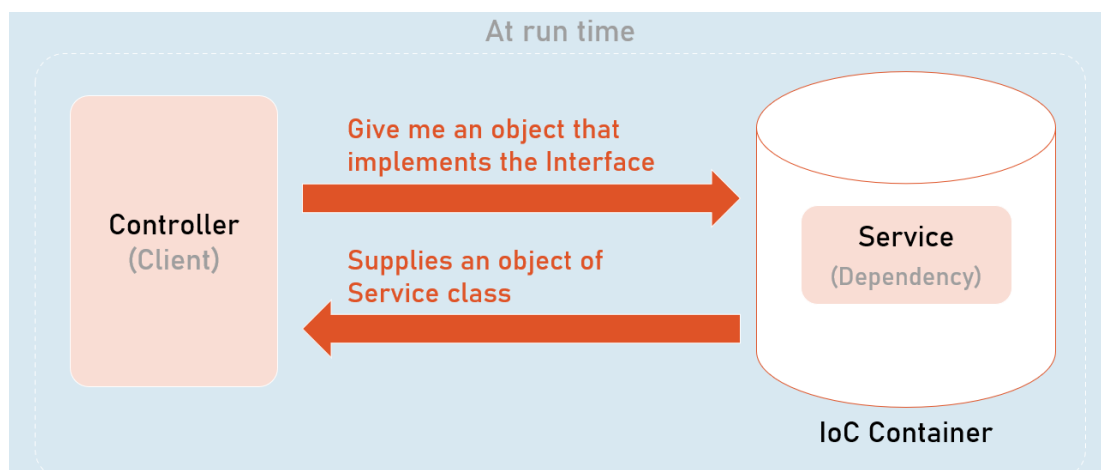 At run time
Give me an object that
implements the Interface
Controller
(Client)
Supplies an object of
Service class
Service
(Dependency)
IoC Container